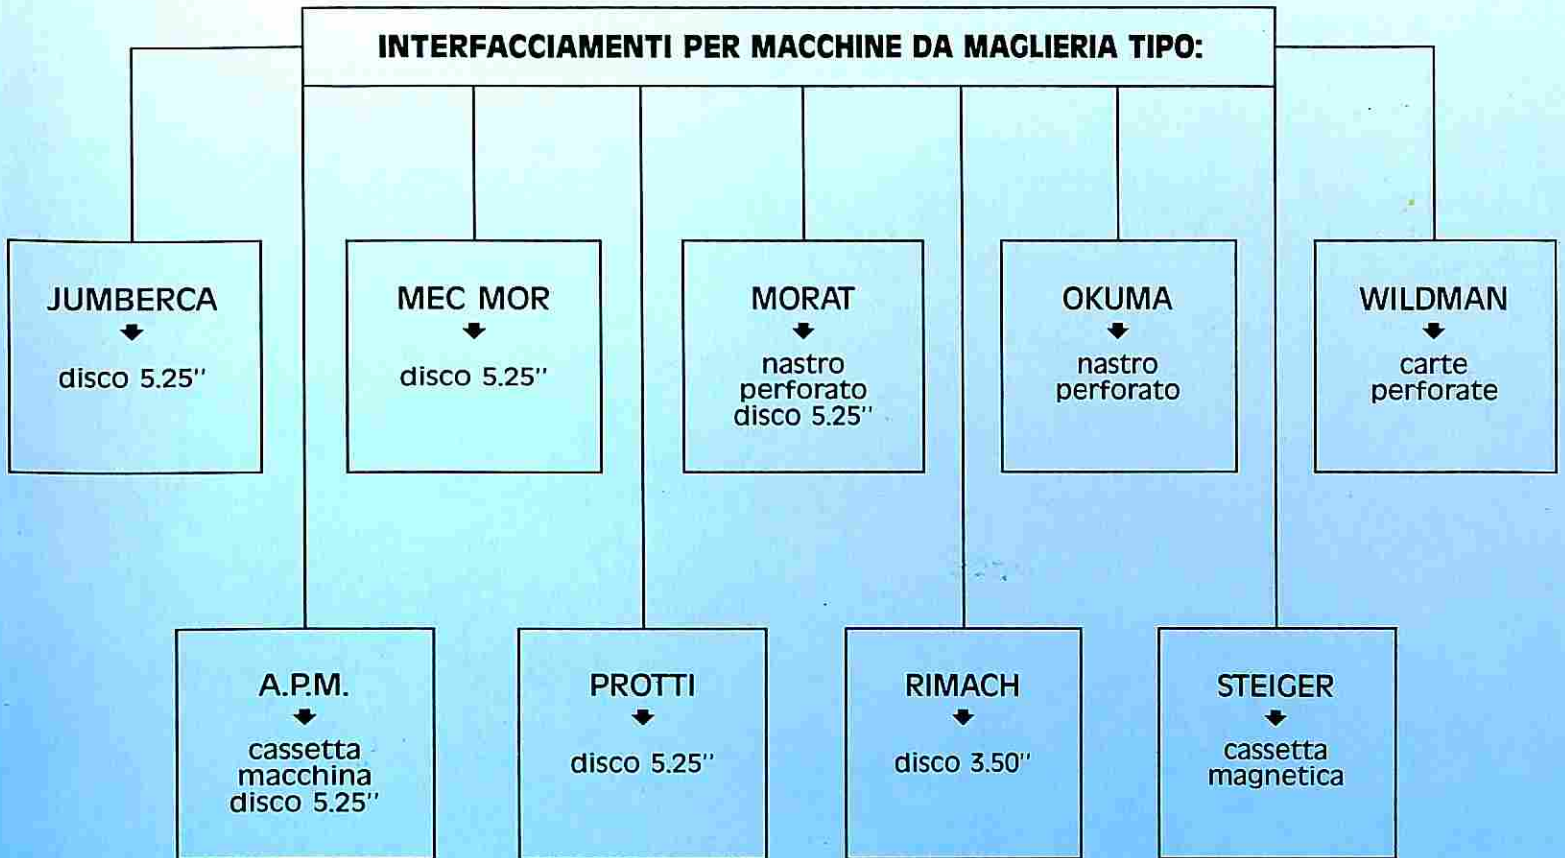 INTERFACCIAMENTI PER MACCHINE DA MAGLIERIA TIPO:
JUMBERCA
disco 5.25''
MEC MOR
disco 5.25''
MORAT
nastro
perforato
disco 5.25''
OKUMA
nastro
perforato
WILDMAN
carte
perforate
A.P.M.
cassetta
macchina
disco 5.25''
PROTTI
disco 5.25''
RIMACH
disco 3.50''
STEIGER
cassetta
magnetica